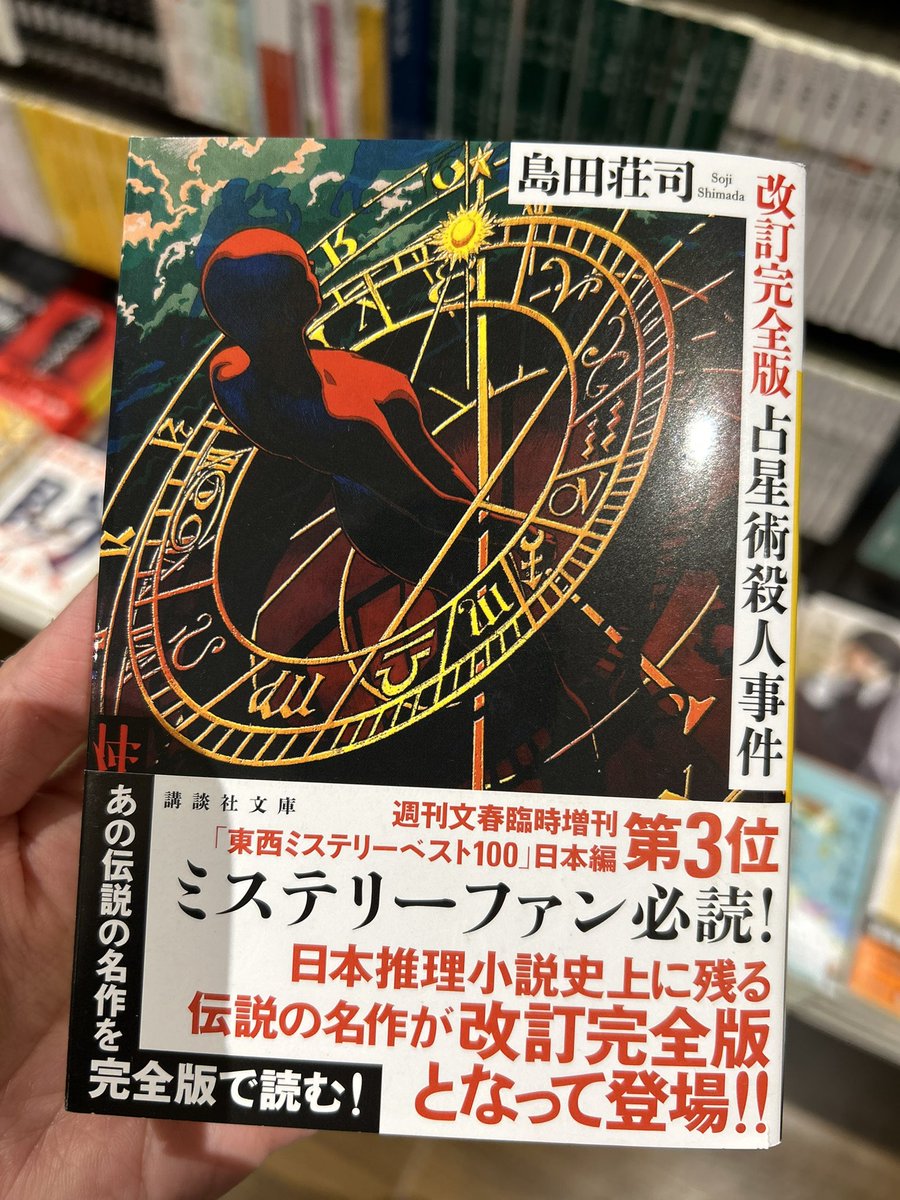 島田荘司
Soji
Shimada
改訂完全版 占星術殺人事件
講談社文庫
週刊文春臨時増刊
「東西ミステリーベスト100」日本編
第3位
ミステリーファン必読!
日本推理小説史上に残る
伝説の名作が改訂完全版
となって登場!!
あの伝説の名作を
完全版で読む!